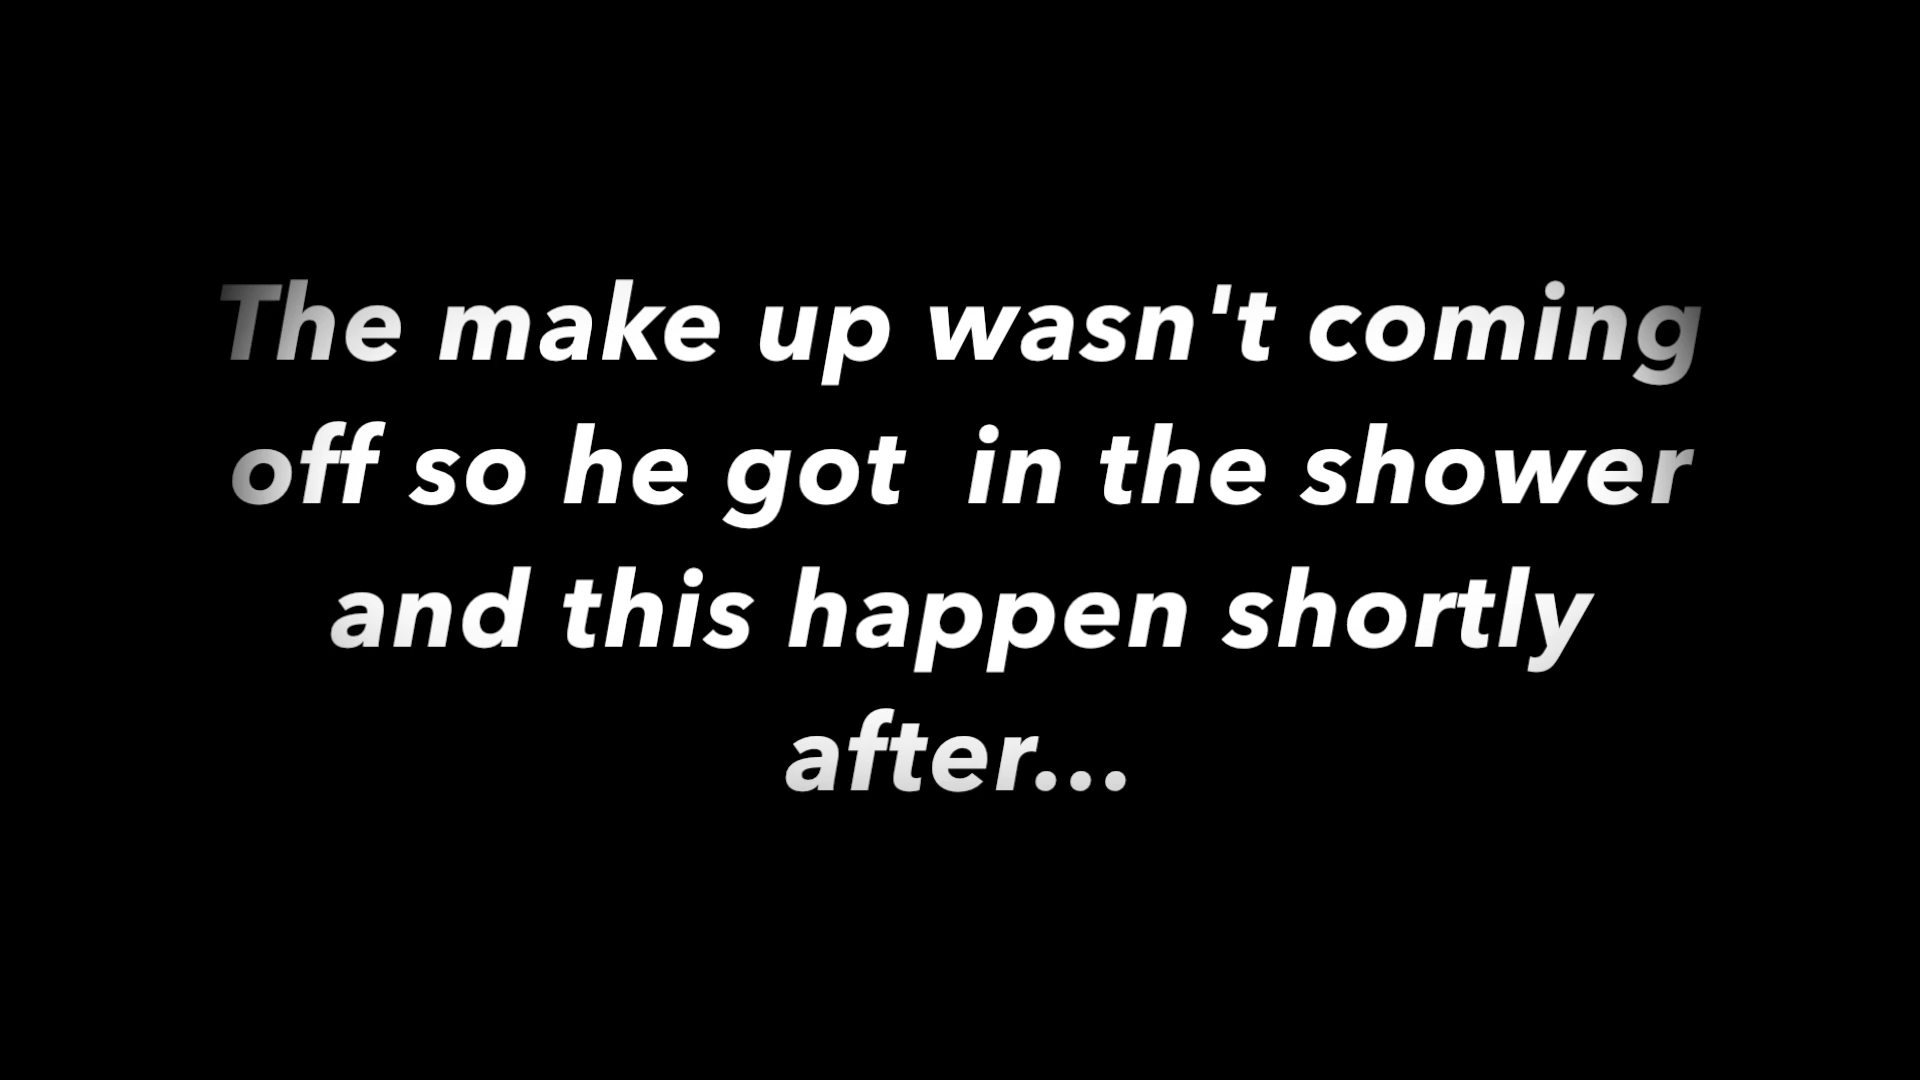 The make up wasn't coming
off so he got  in the shower
and this happen shortly
after...